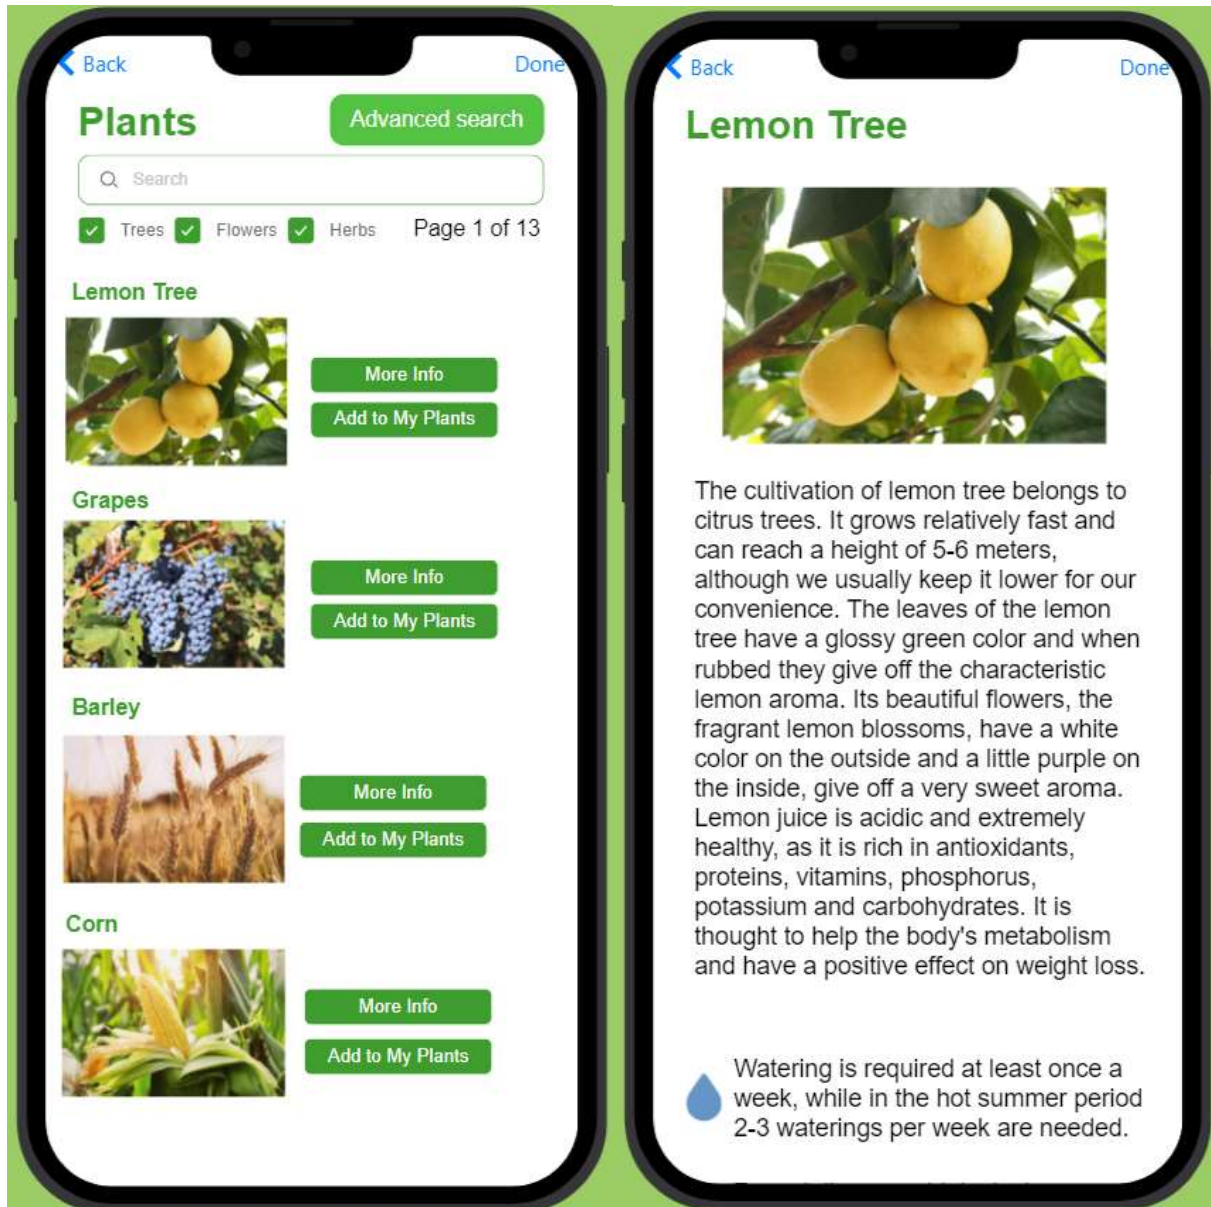 Back
Done
Plants
Advanced search
Search
Trees
Flowers
Herbs
Page 1 of 13
Lemon Tree
More Info
Add to My Plants
Grapes
More Info
Add to My Plants
Barley
More Info
Add to My Plants
Corn
More Info
Add to My Plants
Back
Done
Lemon Tree
The cultivation of lemon tree belongs to
citrus trees. It grows relatively fast and
can reach a height of 5-6 meters,
although we usually keep it lower for our
convenience. The leaves of the lemon
tree have a glossy green color and when
rubbed they give off the characteristic
lemon aroma. Its beautiful flowers, the
fragrant lemon blossoms, have a white
color on the outside and a little purple on
the inside, give off a very sweet aroma.
Lemon juice is acidic and extremely
healthy, as it is rich in antioxidants,
proteins, vitamins, phosphorus,
potassium and carbohydrates. It is
thought to help the body's metabolism
and have a positive effect on weight loss.
Watering is required at least once a
week, while in the hot summer period
2-3 waterings per week are needed.